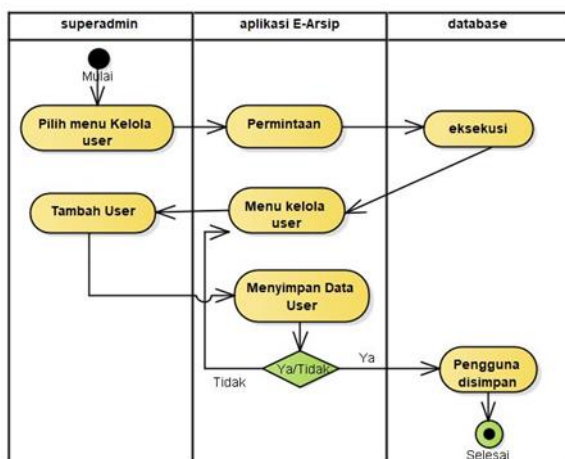 superadmin
aplikasi E-Arsip
database
Mulai
Pilih menu Kelola
user
Permintaan
eksekusi
Tambah User
Menu kelola
user
Menyimpan Data
User
Ya/Tidak
Tidak
Ya
Pengguna
disimpan
Selesai